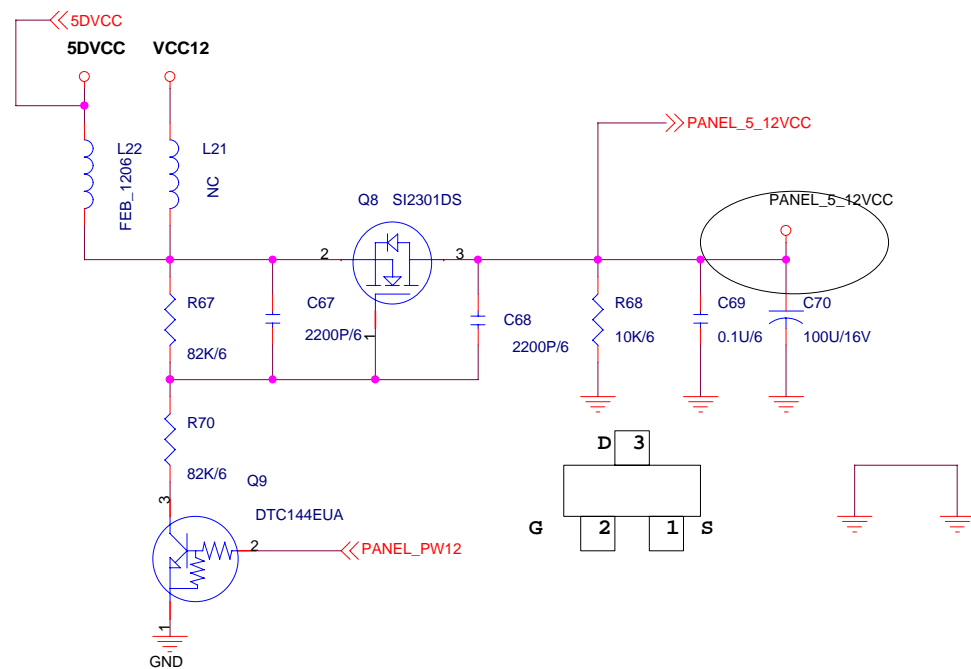 5DVCC
5DVCC VCC12
L22
FEB_1206
L21
NC
PANEL_5_12VCC
Q8 SI2301DS
2
3
1
PANEL_5_12VCC
R67
82K/6
C67
2200P/6
C68
2200P/6
R68
10K/6
C69
0.1U/6
C70
100U/16V
R70
82K/6
Q9
DTC144EUA
3
2
1
PANEL_PW12
GND
D 3
G 2 1 S